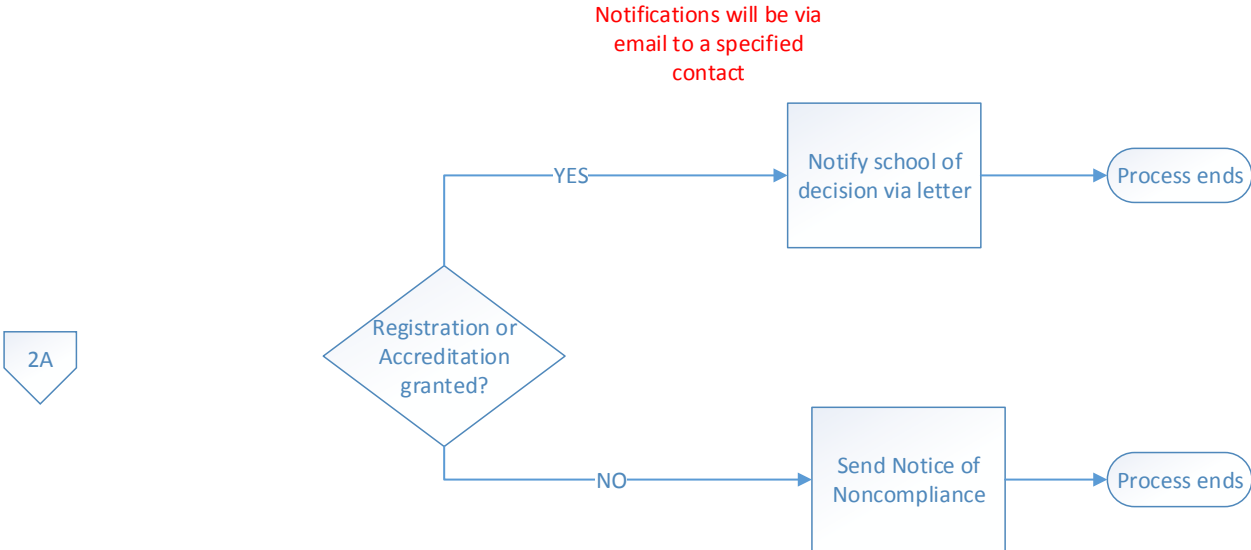 Notifications will be via
email to a specified
contact
YES
Notify school of
decision via letter
Process ends
2A
Registration or
Accreditation
granted?
NO
Send Notice of
Noncompliance
Process ends